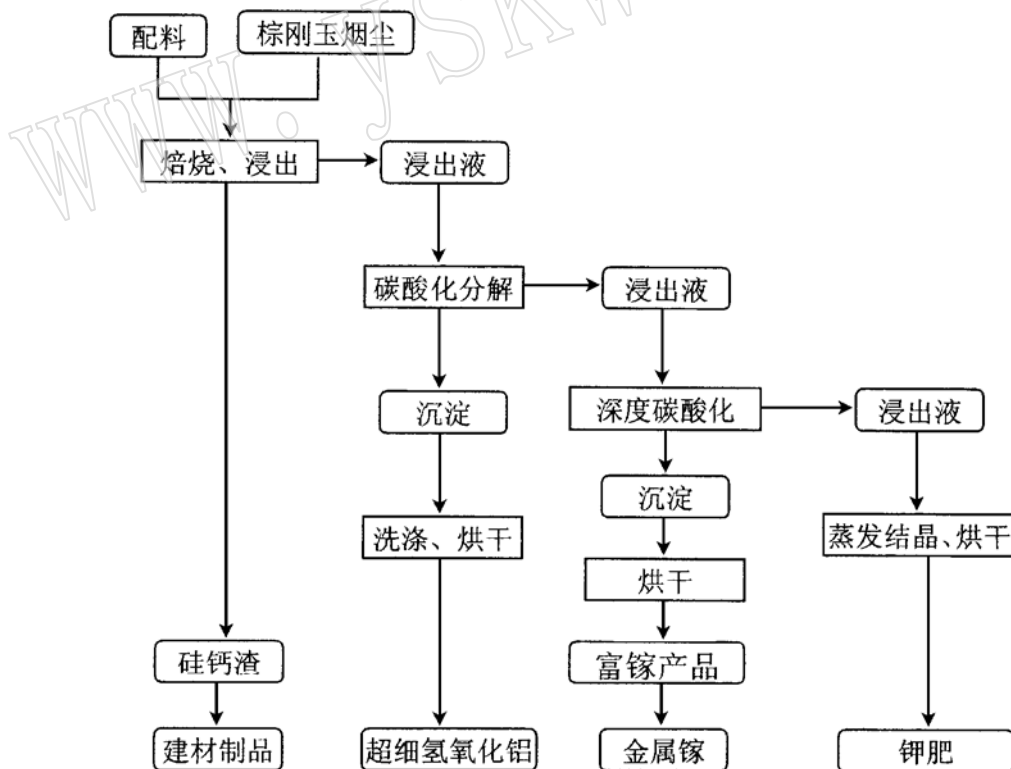 配料
棕刚玉烟尘
焙烧、浸出
浸出液
碳酸化分解
浸出液
沉淀
深度碳酸化
浸出液
沉淀
洗涤、烘干
蒸发结晶、烘干
烘干
硅钙渣
富镓产品
建材制品
超细氢氧化铝
金属镓
钾肥
www.ysk